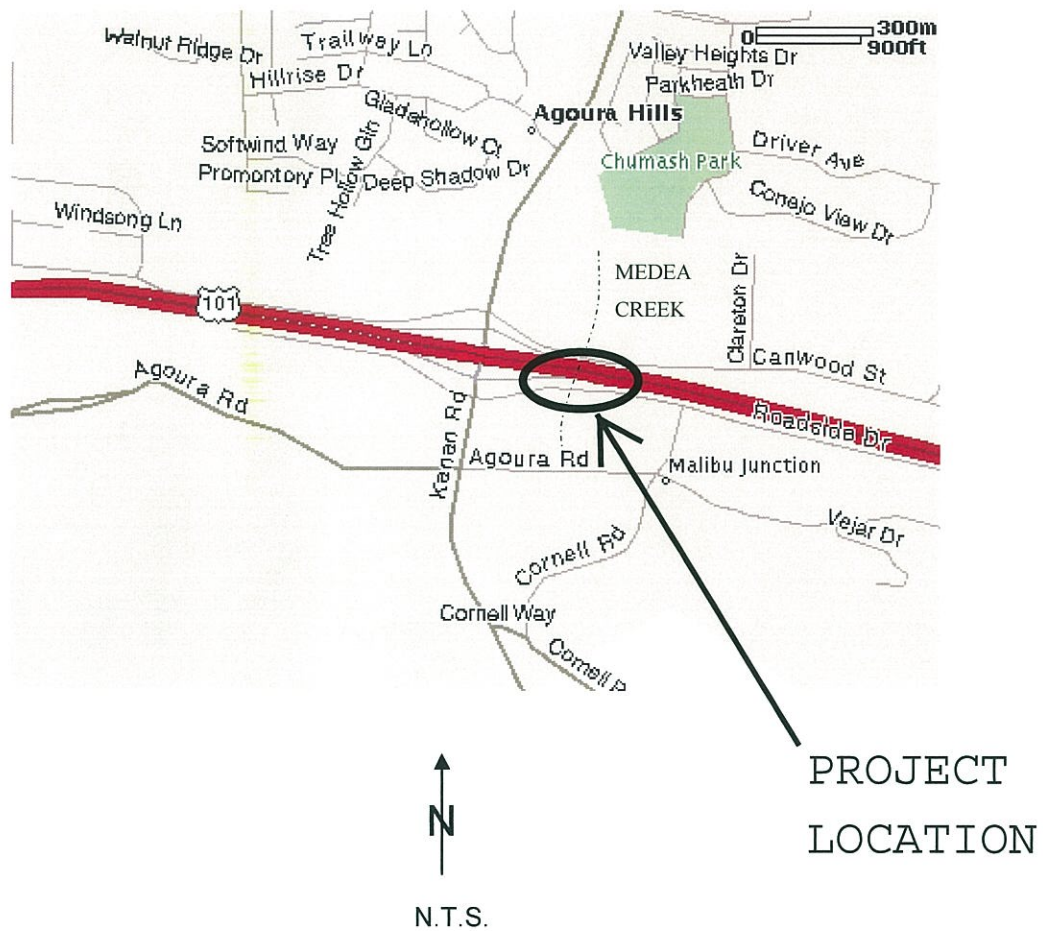 Walnut Ridge Dr
Trailway Ln
0 300m
900ft
Valley Heights Dr
Hillrise Dr
Parkheath Dr
Gladehollow Ct
Agoura Hills
Softwind Way
Driver Ave
Chumash Park
Promontory Pl
Deep Shadow Dr
Tree Hollow Gln
Conejo View Dr
Windsong Ln
MEDEA
CREEK
Clareton Dr
101
Canwood St
Agoura Rd
Kanan Rd
Roadside Dr
Agoura Rd
Malibu Junction
Vejar Dr
Cornell Rd
Cornell Way
Cornell R
PROJECT
LOCATION
N
N.T.S.